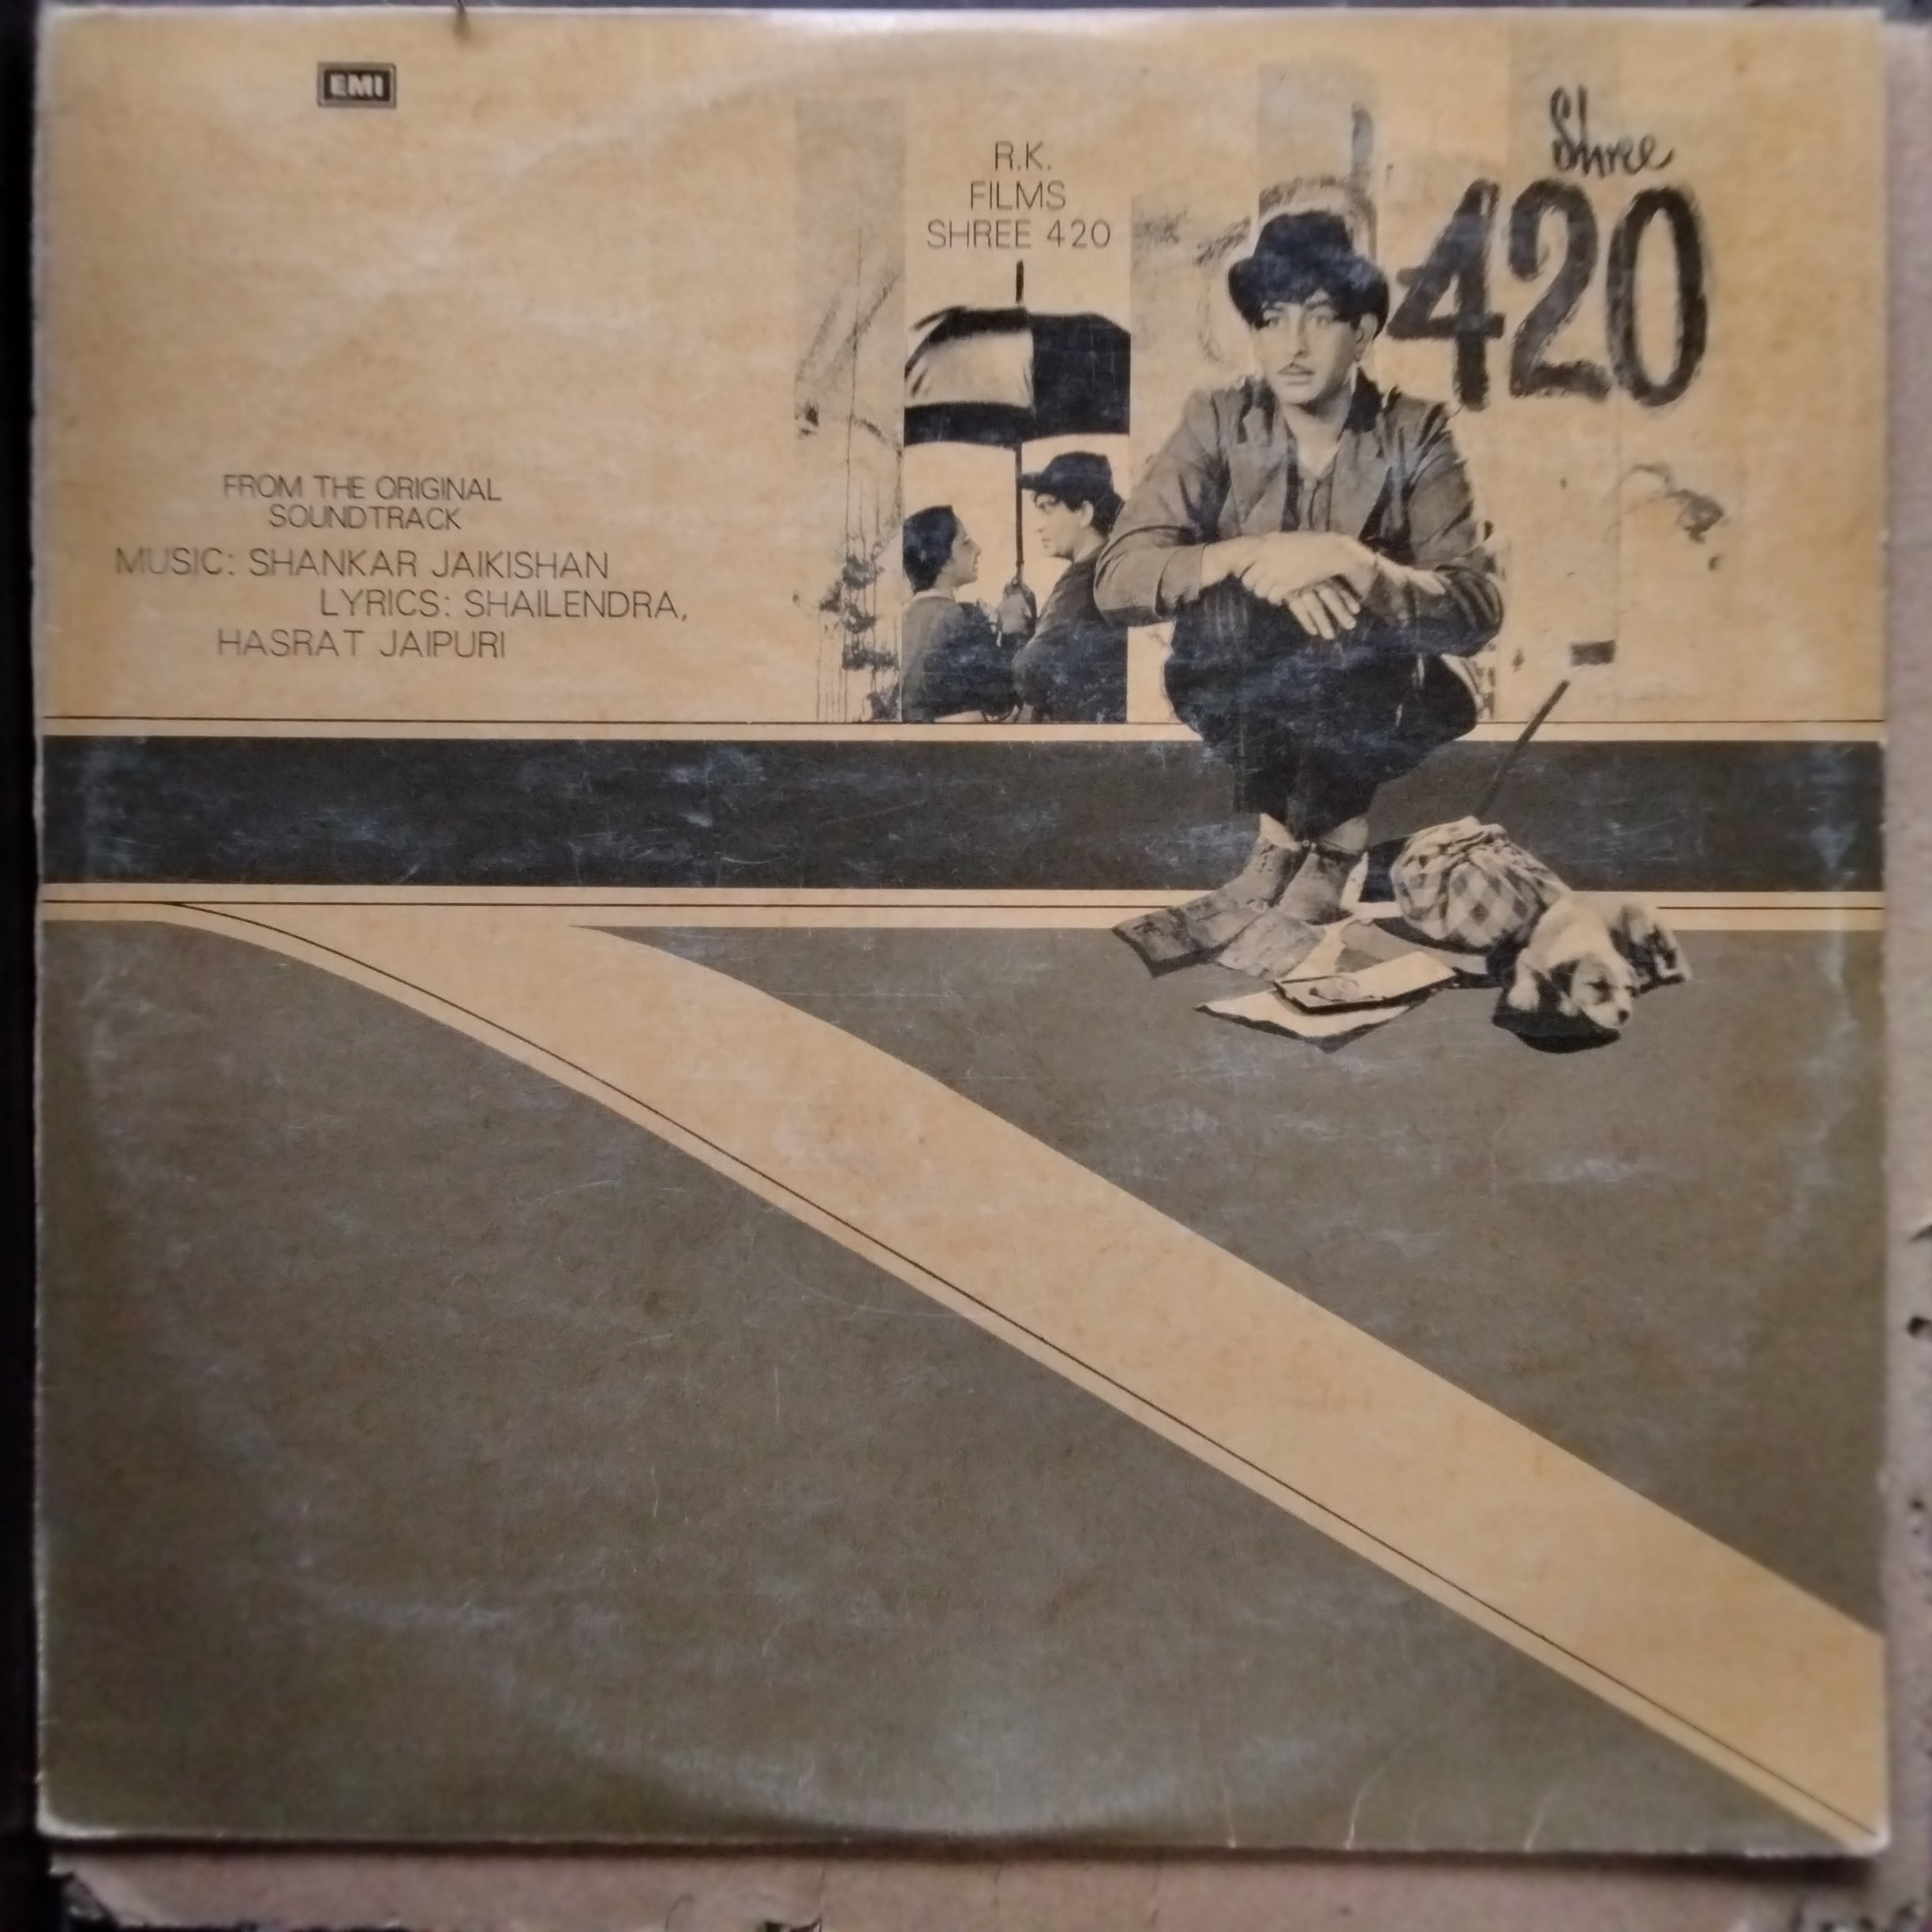 EMI
R.K.
FILMS
SHREE 420
Shree
420
FROM THE ORIGINAL
SOUNDTRACK
MUSIC: SHANKAR JAIKISHAN
LYRICS: SHAILENDRA,
HASRAT JAIPURI